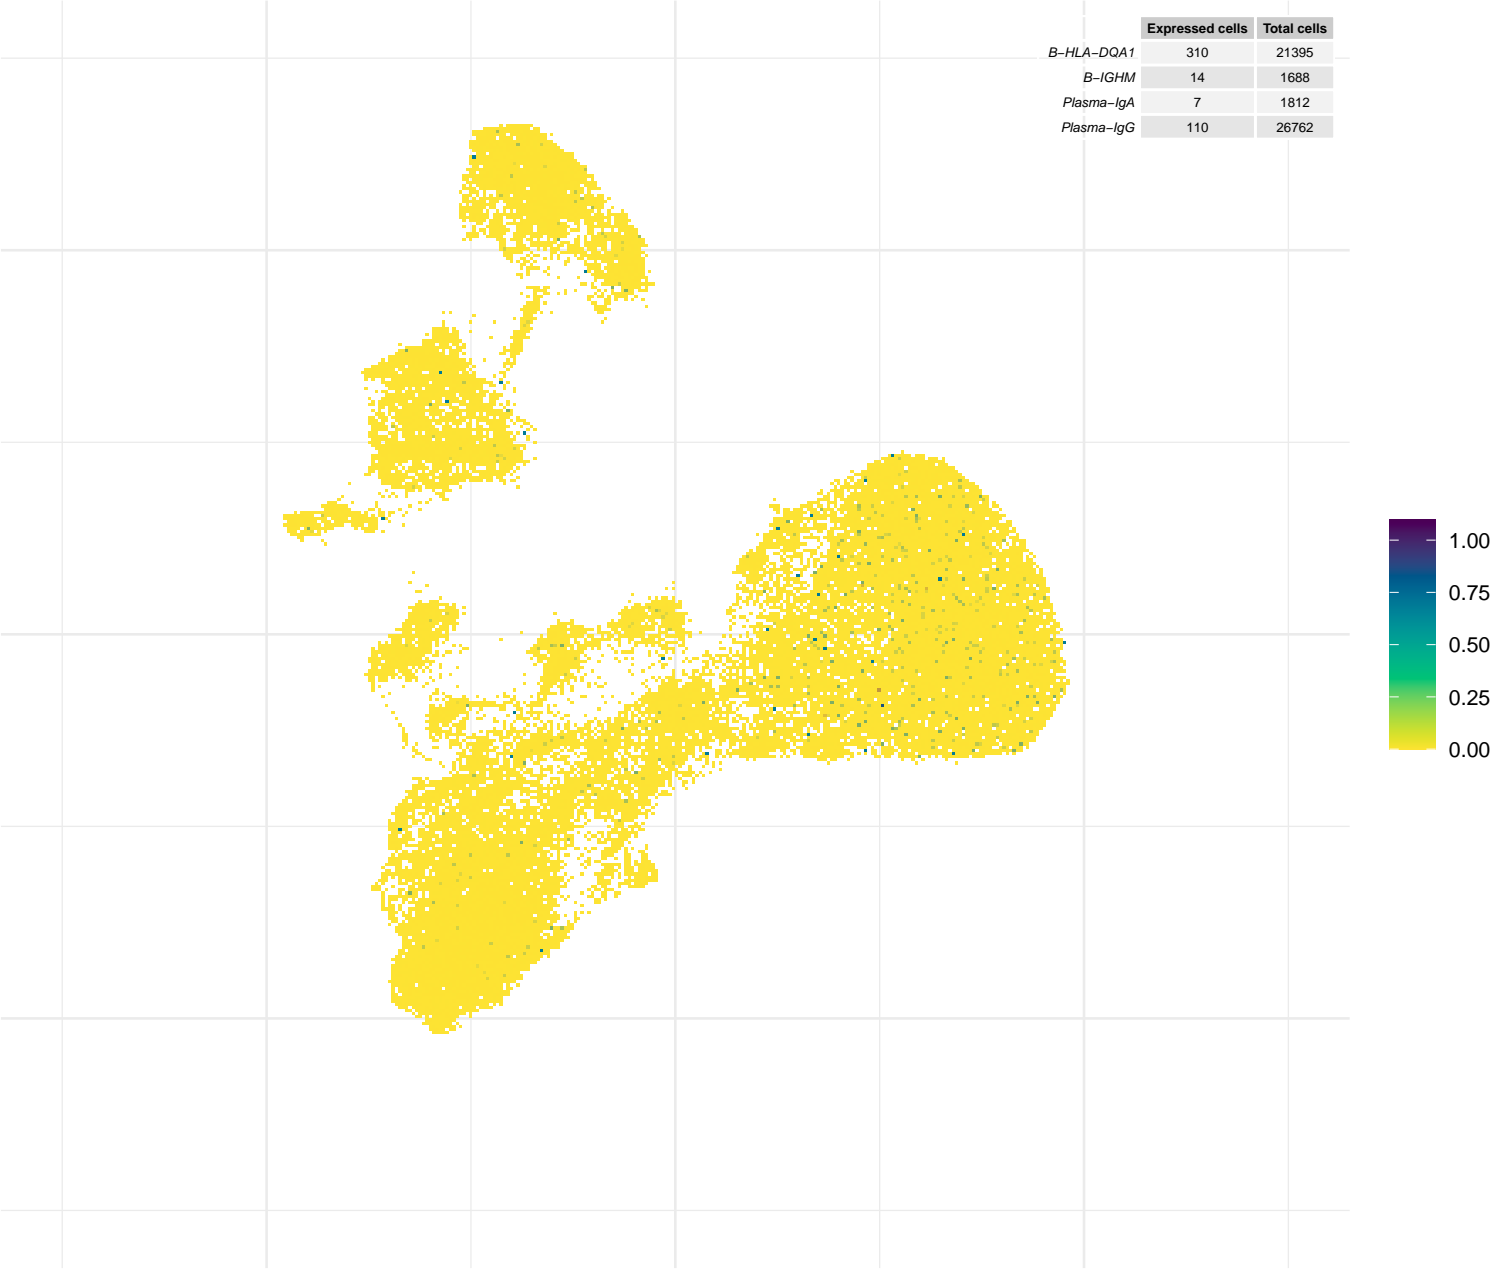 Expressed cells Total cells
B−HLA−DQA1 310 21395
B−IGHM 14 1688
Plasma−IgA 7 1812
Plasma−IgG 110 26762
1.00
0.75
0.50
0.25
0.00